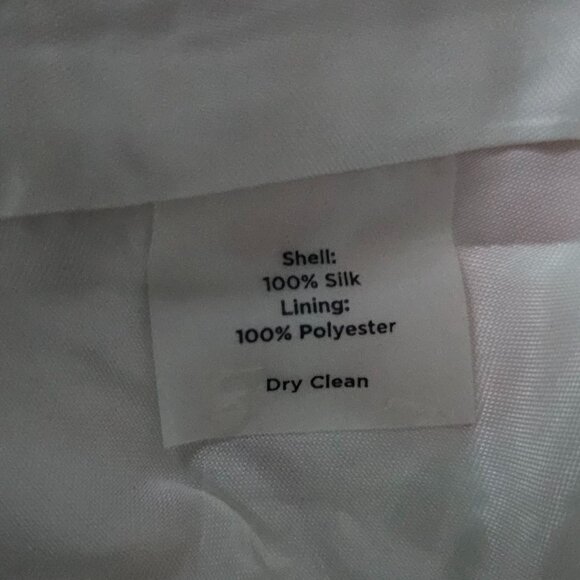 Shell:
100% Silk
Lining:
100% Polyester
Dry Clean